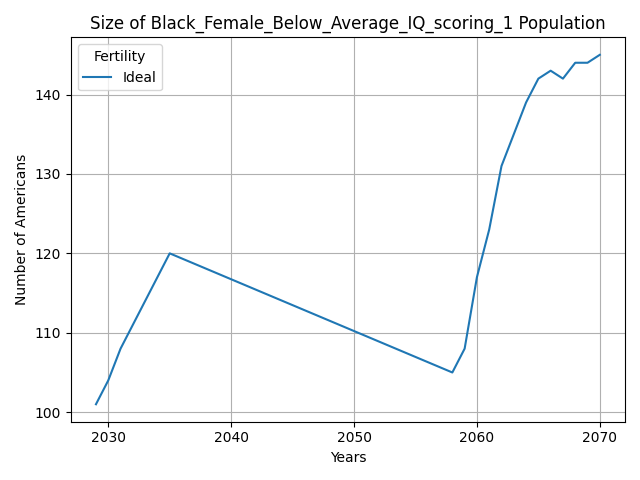 Size of Black_Female_Below_Average_IQ_scoring_1 Population
Fertility
Ideal
Number of Americans
140
130
120
110
100
2030 2040 2050 2060 2070
Years